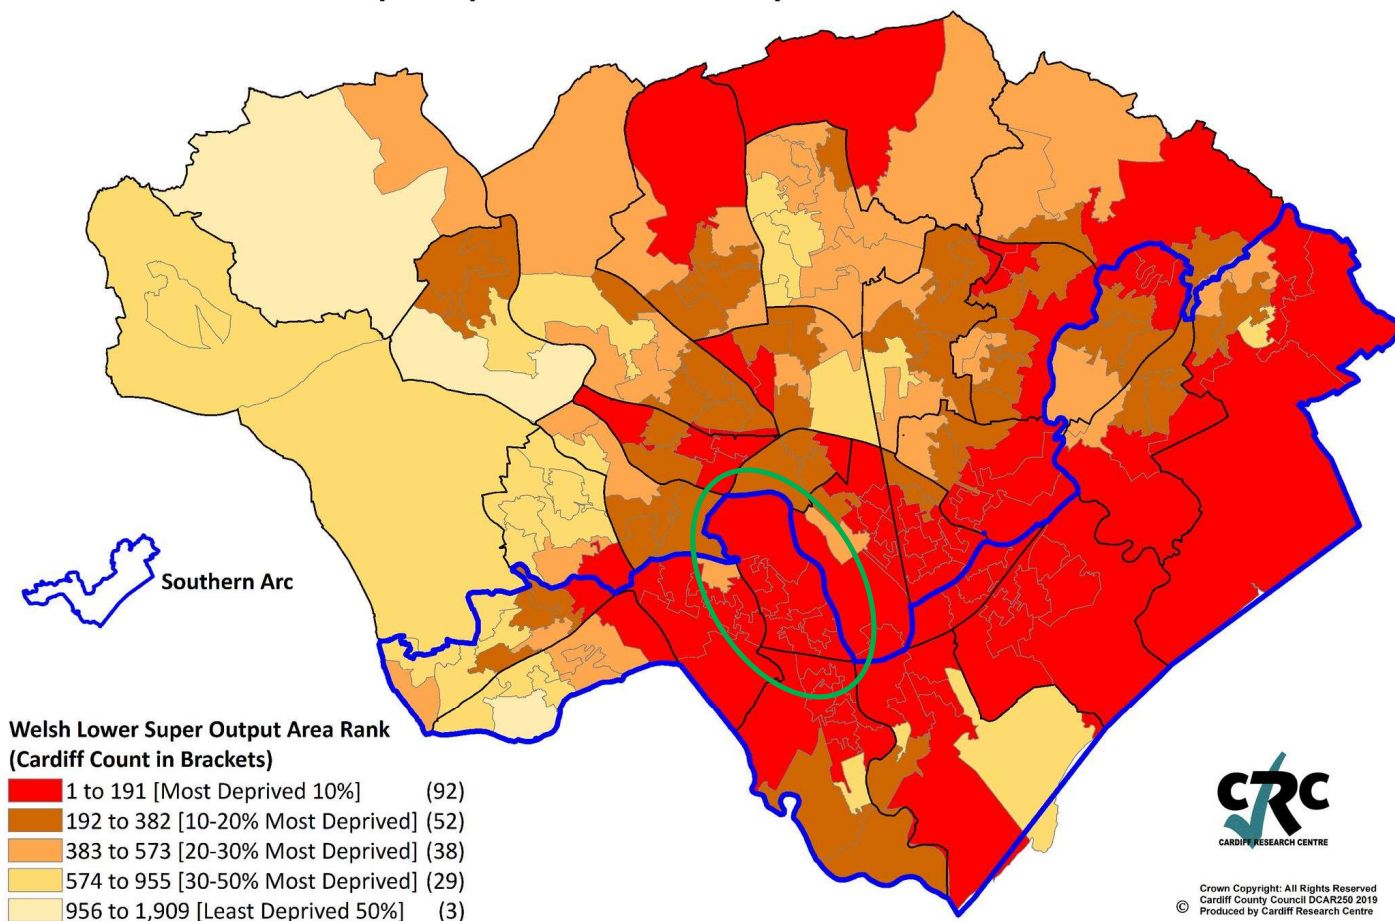 Southern Arc
Welsh Lower Super Output Area Rank
(Cardiff Count in Brackets)
1 to 191 [Most Deprived 10%] (92)
192 to 382 [10-20% Most Deprived] (52)
383 to 573 [20-30% Most Deprived] (38)
574 to 955 [30-50% Most Deprived] (29)
956 to 1,909 [Least Deprived 50%] (3)
CRC
CARDIFF RESEARCH CENTRE
Crown Copyright: All Rights Reserved
Cardiff County Council DCAR250 2019
© Produced by Cardiff Research Centre